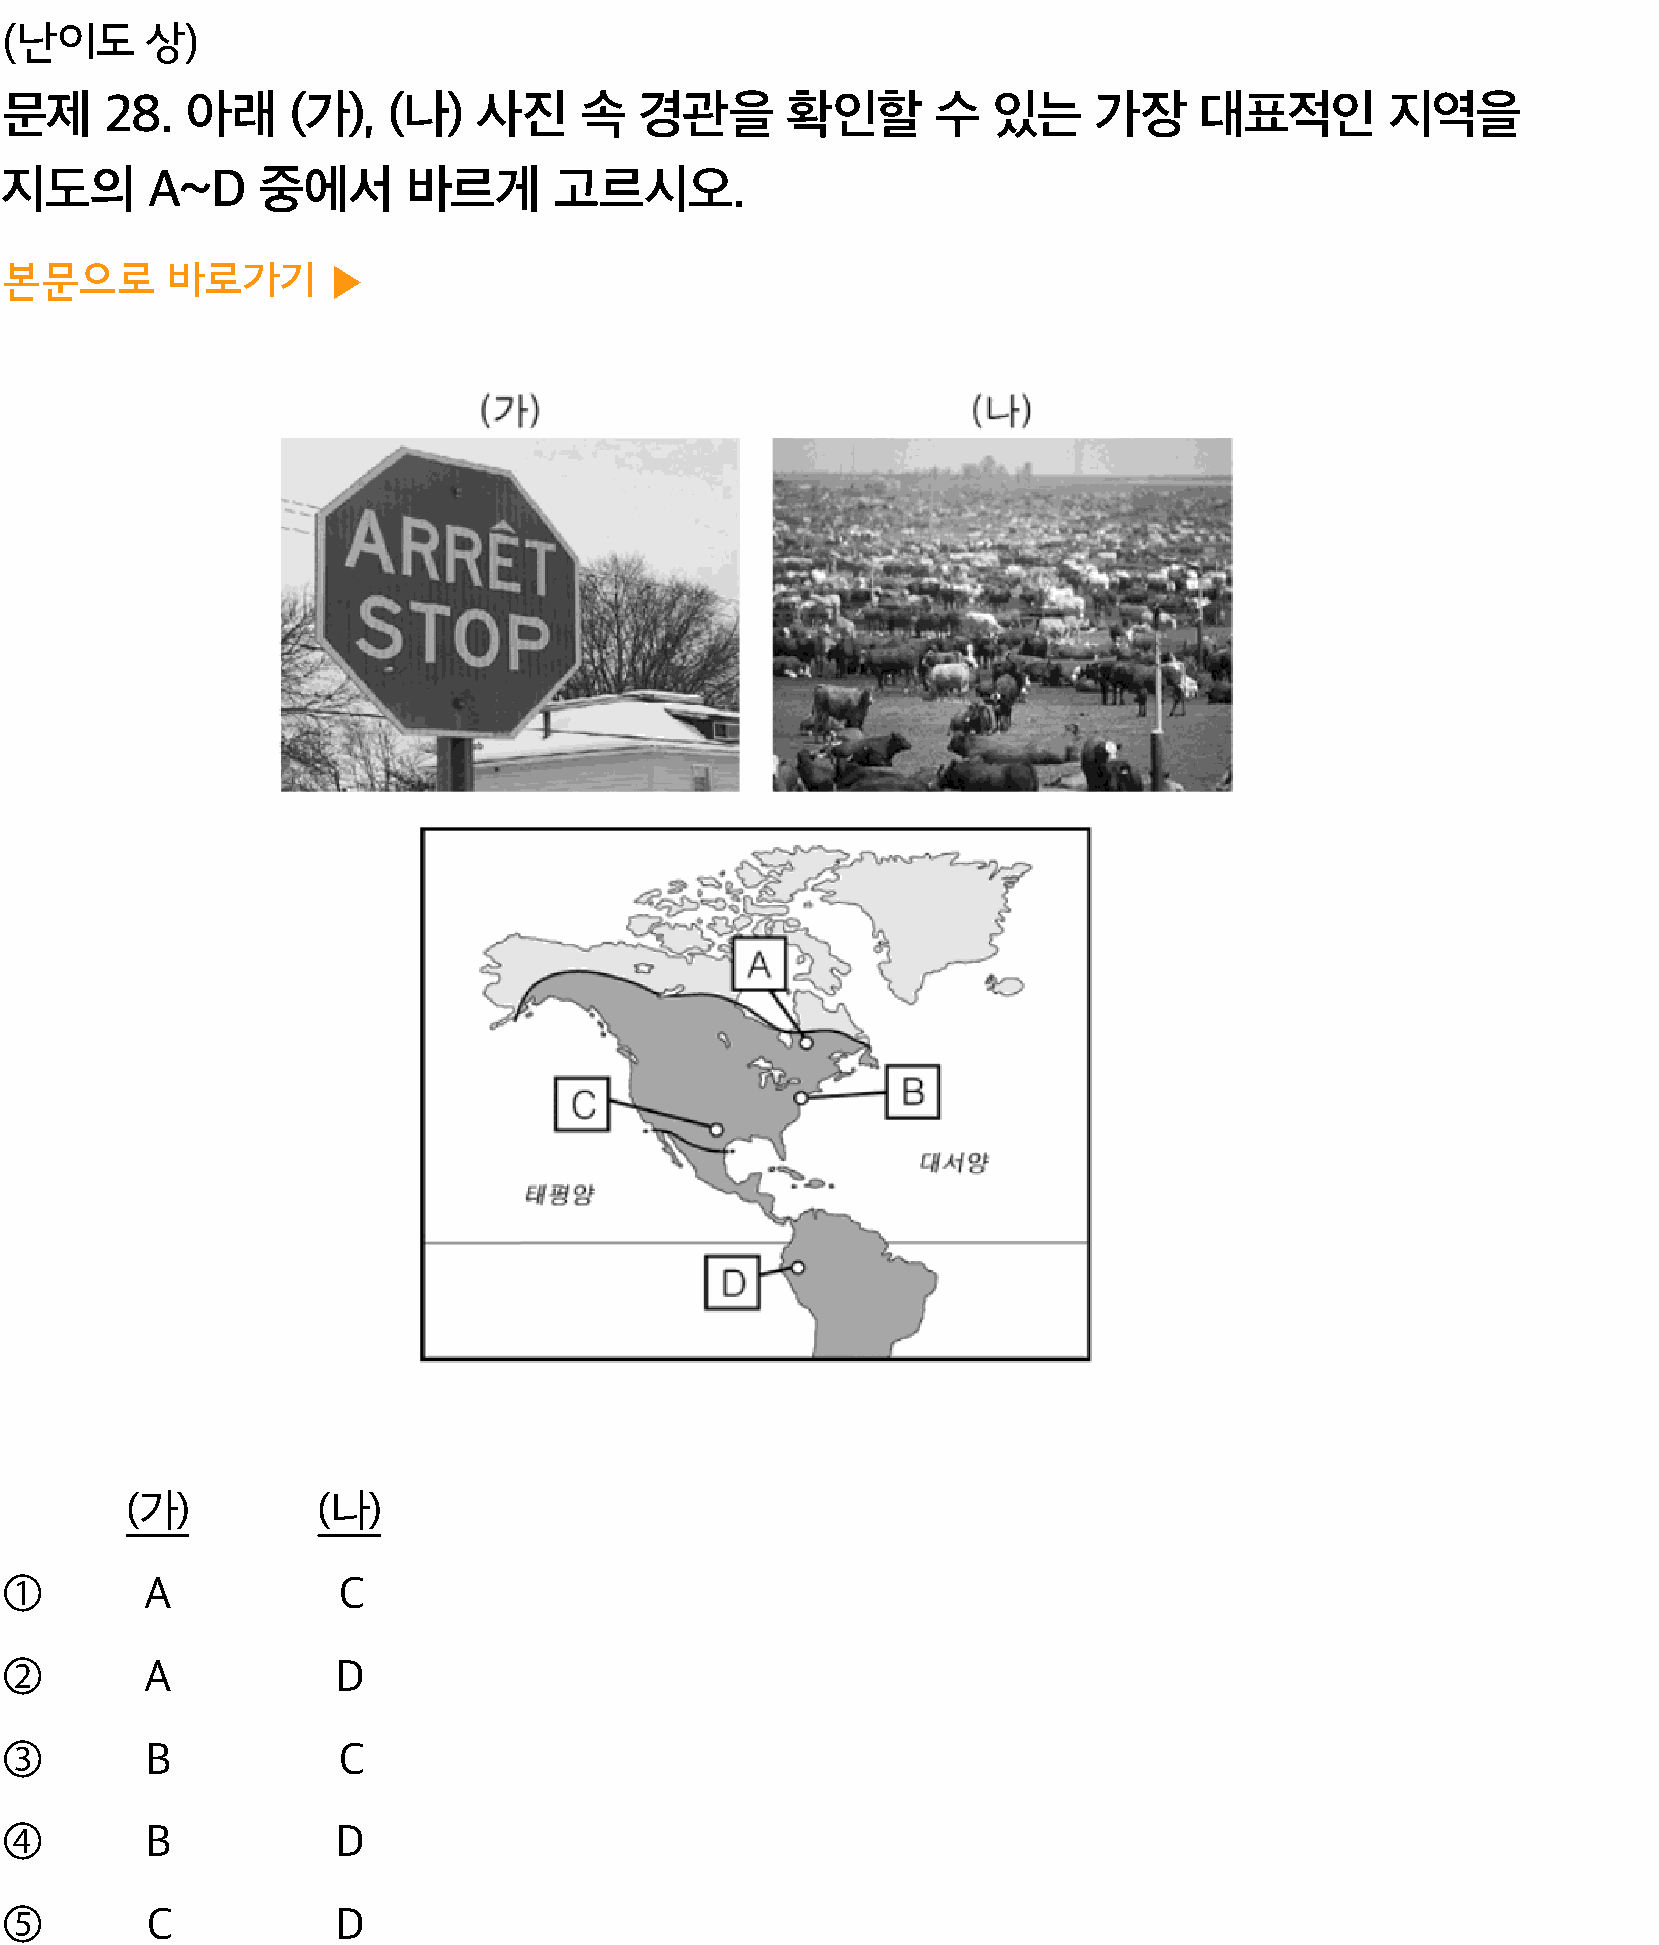 (난이도 상)
문제 28. 아래 (가), (나) 사진 속 경관을 확인할 수 있는 가장 대표적인 지역을
지도의 A~D 중에서 바르게 고르시오.
본문으로 바로가기 ▶
(가) (나)
ARRÊT
STOP
A
B
C
대서양
태평양
D
(가) (나)
① A C
② A D
③ B C
④ B D
⑤ C D